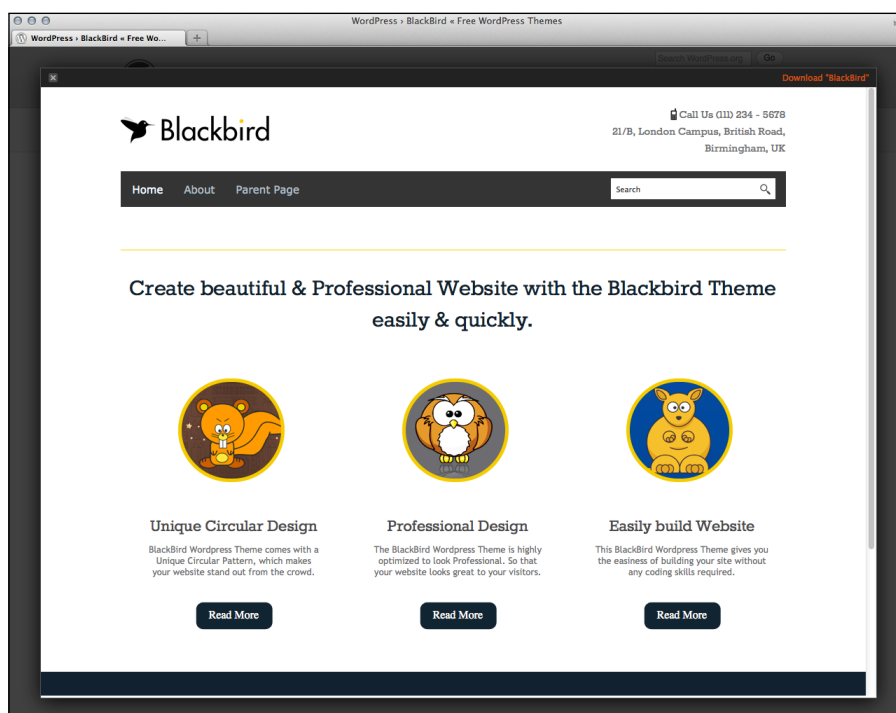 WordPress › BlackBird « Free WordPress Themes
WordPress › BlackBird « Free Wo...
Search WordPress.org Go
Download "BlackBird"
Blackbird
Call Us (111) 234 - 5678
21/B, London Campus, British Road,
Birmingham, UK
Home About Parent Page Search
Create beautiful & Professional Website with the Blackbird Theme
easily & quickly.
Unique Circular Design Professional Design Easily build Website
BlackBird Wordpress Theme comes with a The BlackBird Wordpress Theme is highly This BlackBird Wordpress Theme gives you
Unique Circular Pattern, which makes optimized to look Professional. So that the easiness of building your site without
your website stand out from the crowd. your website looks great to your visitors. any coding skills required.
Read More Read More Read More